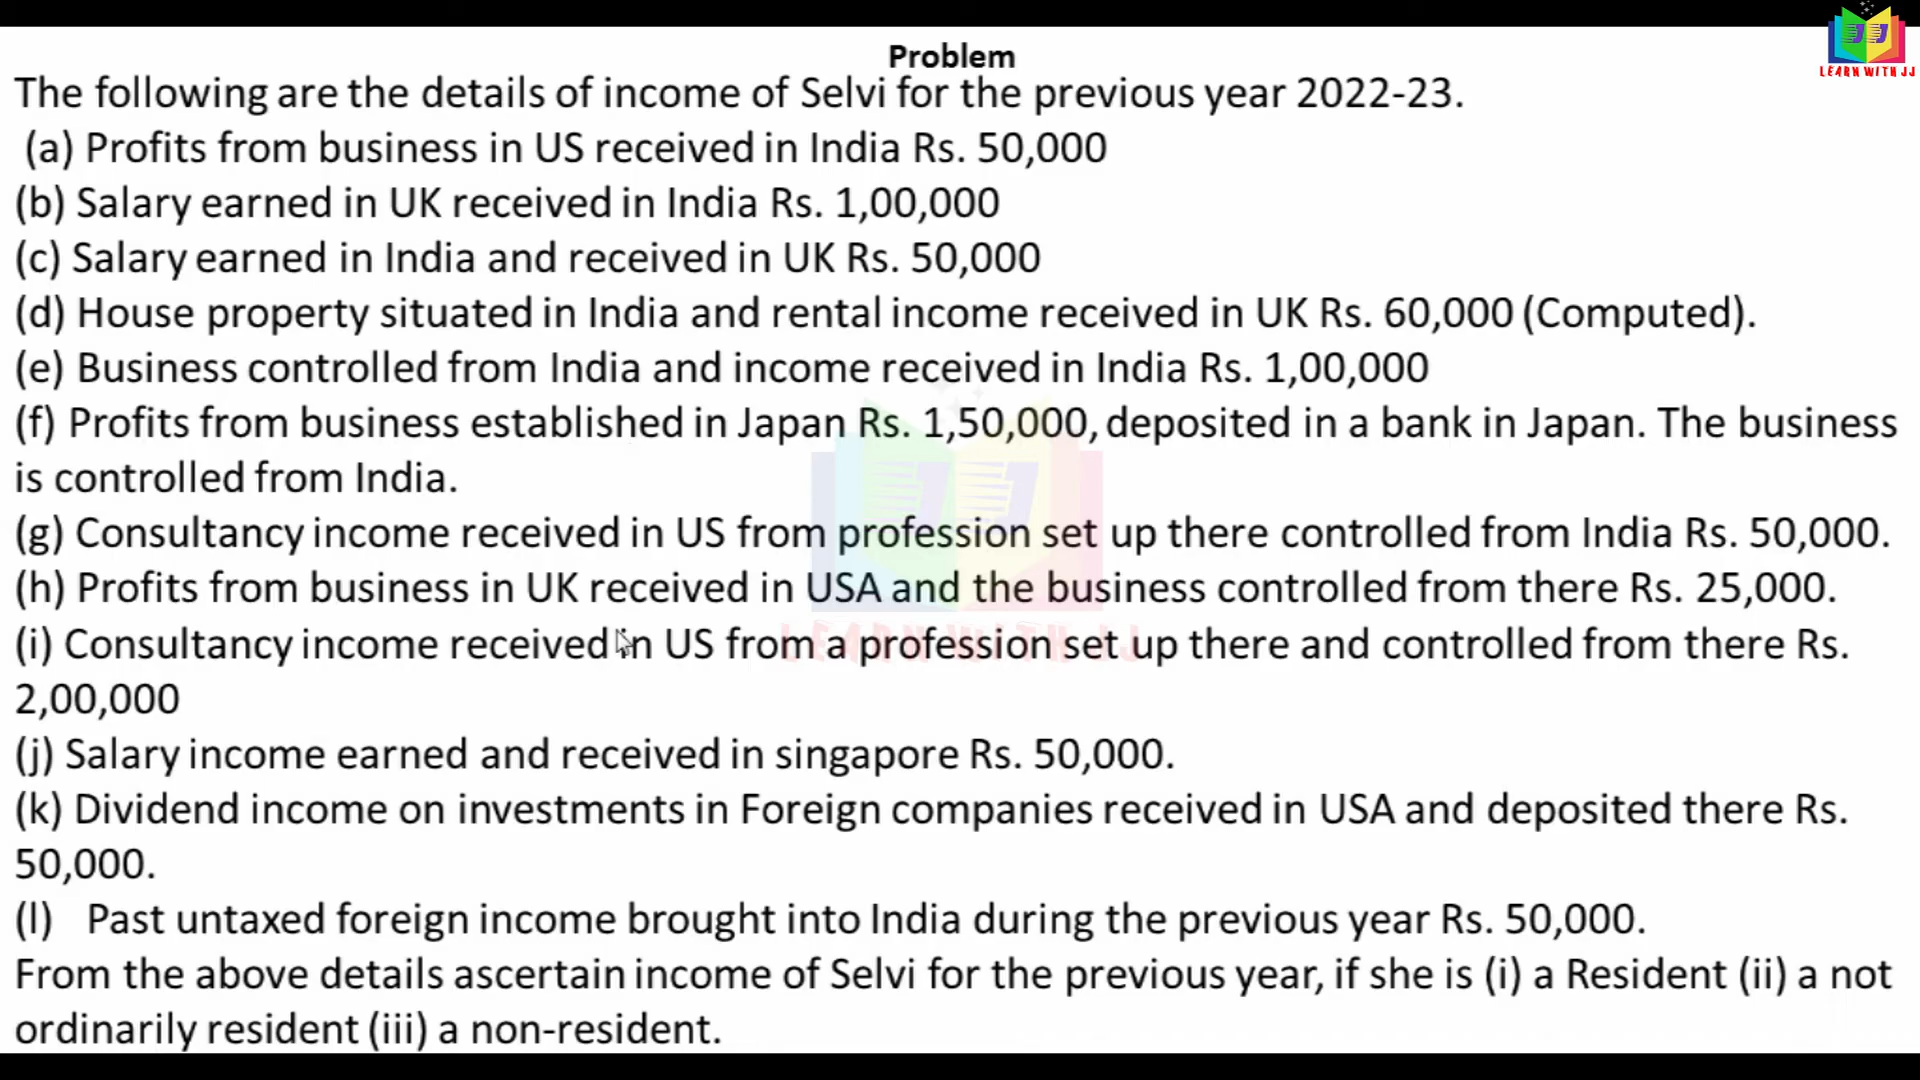 LEARN WITH JJ
Problem
The following are the details of income of Selvi for the previous year 2022-23.
(a) Profits from business in US received in India Rs. 50,000
(b) Salary earned in UK received in India Rs. 1,00,000
(c) Salary earned in India and received in UK Rs. 50,000
(d) House property situated in India and rental income received in UK Rs. 60,000 (Computed).
(e) Business controlled from India and income received in India Rs. 1,00,000
(f) Profits from business established in Japan Rs. 1,50,000, deposited in a bank in Japan. The business
is controlled from India.
(g) Consultancy income received in US from profession set up there controlled from India Rs. 50,000.
(h) Profits from business in UK received in USA and the business controlled from there Rs. 25,000.
(i) Consultancy income received in US from a profession set up there and controlled from there Rs.
2,00,000
(j) Salary income earned and received in singapore Rs. 50,000.
(k) Dividend income on investments in Foreign companies received in USA and deposited there Rs.
50,000.
(l) Past untaxed foreign income brought into India during the previous year Rs. 50,000.
From the above details ascertain income of Selvi for the previous year, if she is (i) a Resident (ii) a not
ordinarily resident (iii) a non-resident.
LEARN WITH JJ